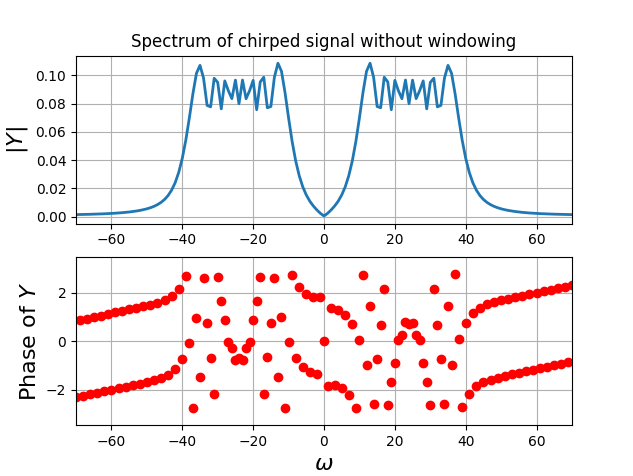 Spectrum of chirped signal without windowing
|Y|
0.10
0.08
0.06
0.04
0.02
0.00
−60 −40 −20 0 20 40 60
Phase of Y
2
0
−2
−60 −40 −20 0 20 40 60
ω